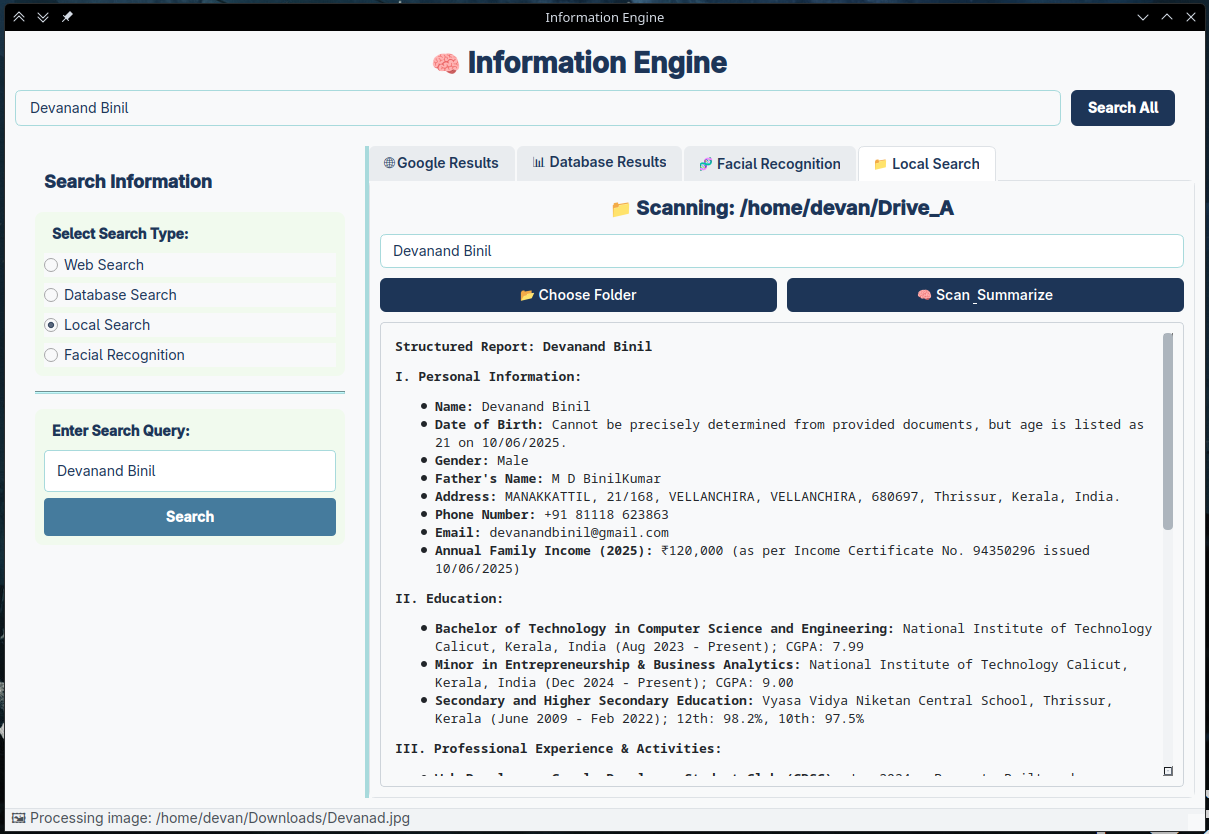 Information Engine
🧠 Information Engine
Devanand Binil
Search All
Search Information
Select Search Type:
Web Search
Database Search
Local Search
Facial Recognition
Enter Search Query:
Devanand Binil
Search
🌐Google Results
📊 Database Results
🧬 Facial Recognition
📁 Local Search
📁 Scanning: /home/devan/Drive_A
Devanand Binil
📂 Choose Folder
🧠 Scan _Summarize
Structured Report: Devanand Binil
I. Personal Information:
• Name: Devanand Binil
• Date of Birth: Cannot be precisely determined from provided documents, but age is listed as
21 on 10/06/2025.
• Gender: Male
• Father's Name: M D BinilKumar
• Address: MANAKKATTIL, 21/168, VELLANCHIRA, VELLANCHIRA, 680697, Thrissur, Kerala, India.
• Phone Number: +91 81118 623863
• Email: devanandbinil@gmail.com
• Annual Family Income (2025): ₹120,000 (as per Income Certificate No. 94350296 issued
10/06/2025)
II. Education:
• Bachelor of Technology in Computer Science and Engineering: National Institute of Technology
Calicut, Kerala, India (Aug 2023 - Present); CGPA: 7.99
• Minor in Entrepreneurship & Business Analytics: National Institute of Technology Calicut,
Kerala, India (Dec 2024 - Present); CGPA: 9.00
• Secondary and Higher Secondary Education: Vyasa Vidya Niketan Central School, Thrissur,
Kerala (June 2009 - Feb 2022); 12th: 98.2%, 10th: 97.5%
III. Professional Experience & Activities:
🖼 Processing image: /home/devan/Downloads/Devanad.jpg